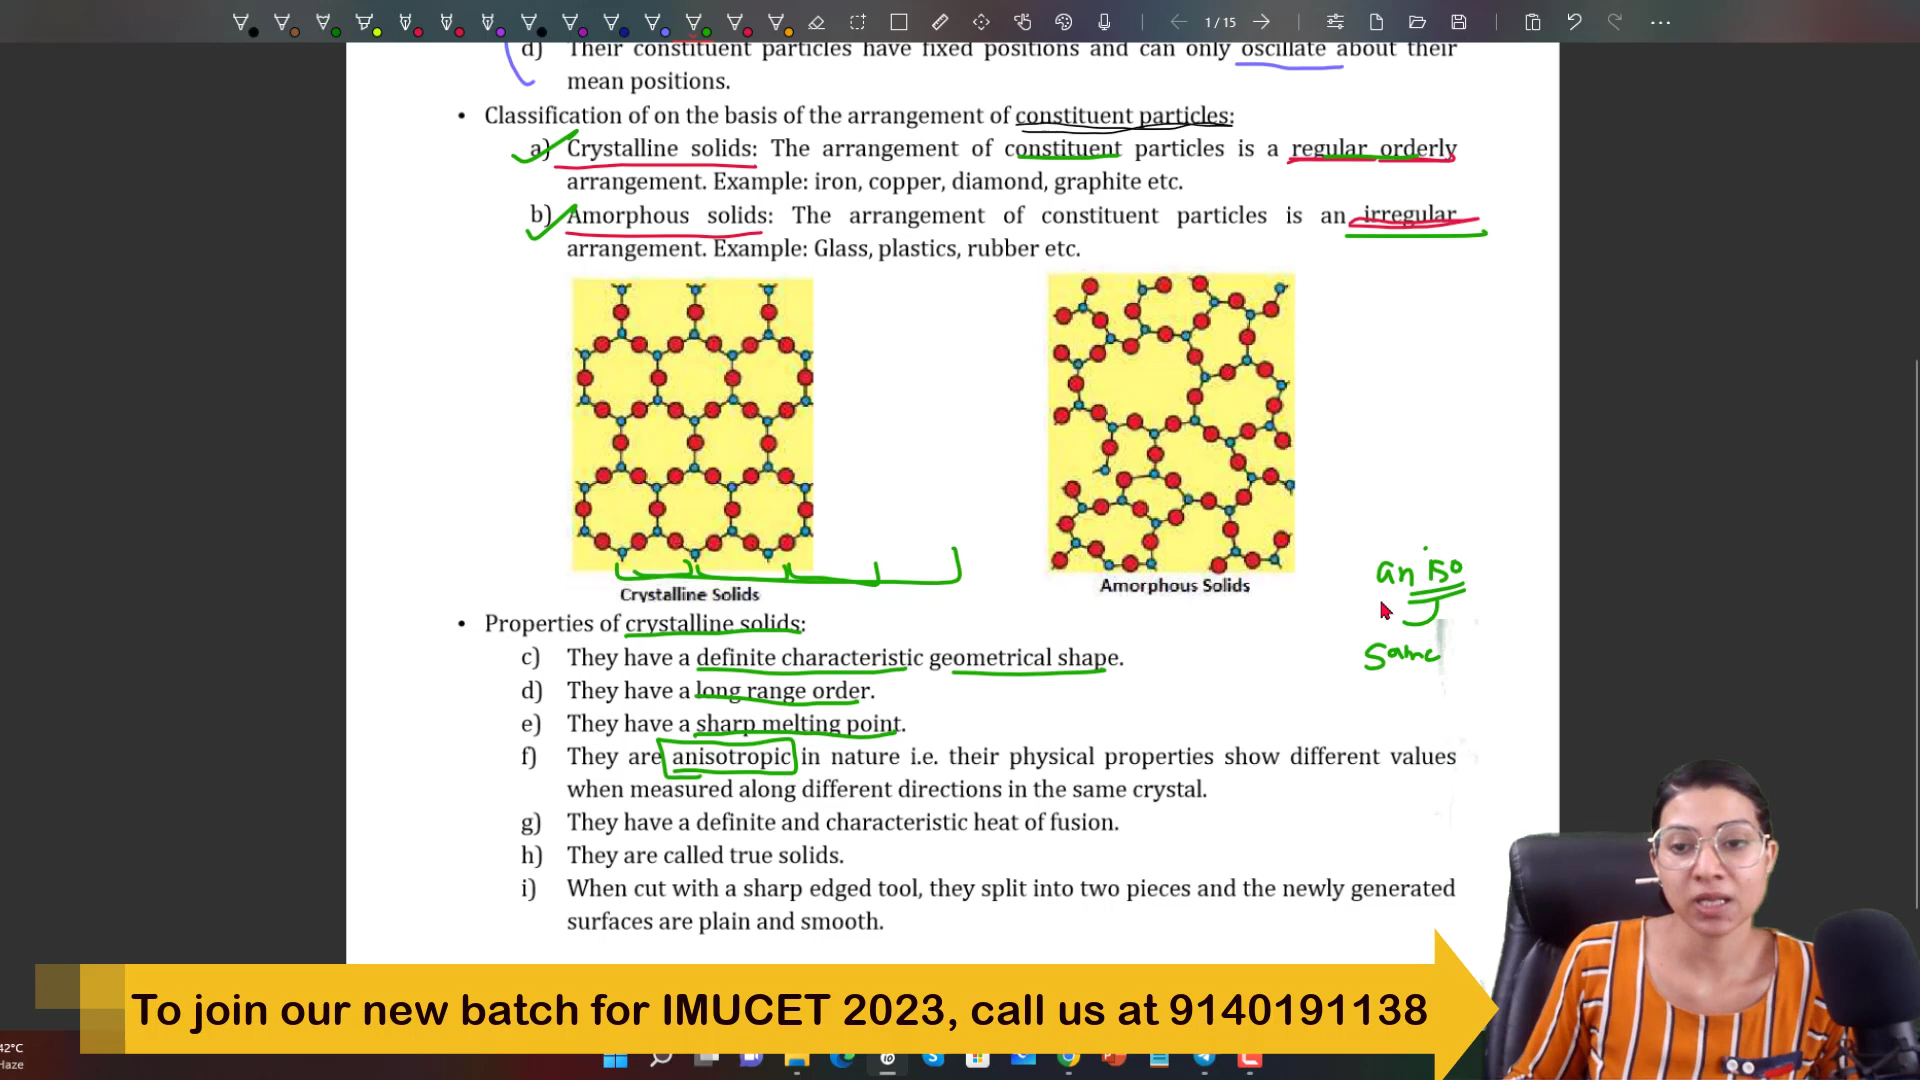 1 / 15
d) Their constituent particles have fixed positions and can only oscillate about their
mean positions.
• Classification of on the basis of the arrangement of constituent particles:
a) Crystalline solids: The arrangement of constituent particles is a regular orderly
arrangement. Example: iron, copper, diamond, graphite etc.
b) Amorphous solids: The arrangement of constituent particles is an irregular
arrangement. Example: Glass, plastics, rubber etc.
Crystalline Solids
Amorphous Solids
an iso
same
• Properties of crystalline solids:
c) They have a definite characteristic geometrical shape.
d) They have a long range order.
e) They have a sharp melting point.
f) They are anisotropic in nature i.e. their physical properties show different values
when measured along different directions in the same crystal.
g) They have a definite and characteristic heat of fusion.
h) They are called true solids.
i) When cut with a sharp edged tool, they split into two pieces and the newly generated
surfaces are plain and smooth.
To join our new batch for IMUCET 2023, call us at 9140191138
42°C
Haze